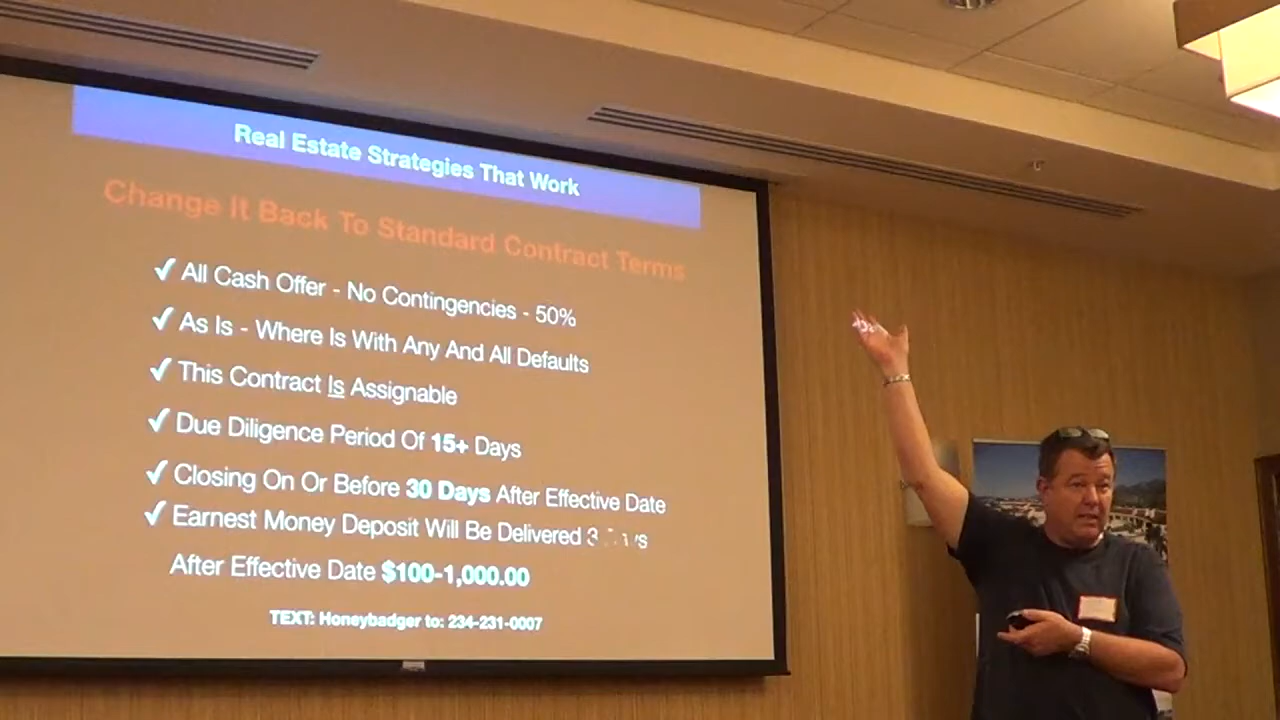 Real Estate Strategies That Work
Change It Back To Standard Contract Terms
✓ All Cash Offer - No Contingencies - 50%
✓ As Is - Where Is With Any And All Defaults
✓ This Contract Is Assignable
✓ Due Diligence Period Of 15+ Days
✓ Closing On Or Before 30 Days After Effective Date
✓ Earnest Money Deposit Will Be Delivered 3
After Effective Date $100-1,000.00
TEXT: Honeybadger to: 234-231-0007